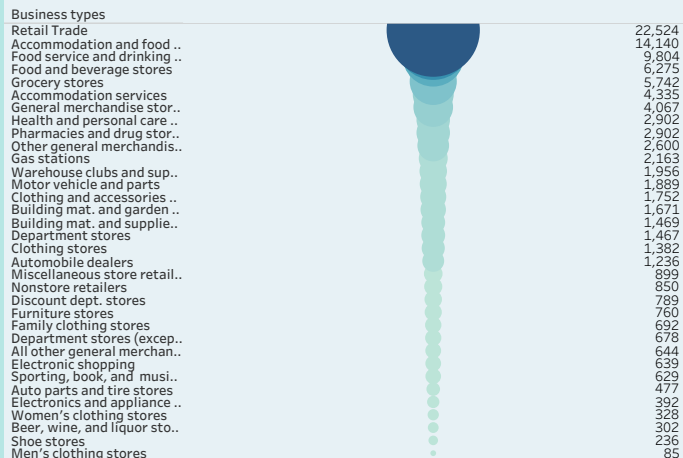 Business types
Retail Trade 22,524
Accommodation and food .. 14,140
Food service and drinking .. 9,804
Food and beverage stores 6,275
Grocery stores 5,742
Accommodation services 4,335
General merchandise stor.. 4,067
Health and personal care .. 2,902
Pharmacies and drug stor.. 2,902
Other general merchandis.. 2,600
Gas stations 2,163
Warehouse clubs and sup.. 1,956
Motor vehicle and parts 1,889
Clothing and accessories .. 1,752
Building mat. and garden .. 1,671
Building mat. and supplie.. 1,469
Department stores 1,467
Clothing stores 1,382
Automobile dealers 1,236
Miscellaneous store retail.. 899
Nonstore retailers 850
Discount dept. stores 789
Furniture stores 760
Family clothing stores 692
Department stores (excep.. 678
All other general merchan.. 644
Electronic shopping 639
Sporting, book, and musi.. 629
Auto parts and tire stores 477
Electronics and appliance .. 392
Women's clothing stores 328
Beer, wine, and liquor sto.. 302
Shoe stores 236
Men's clothing stores 85